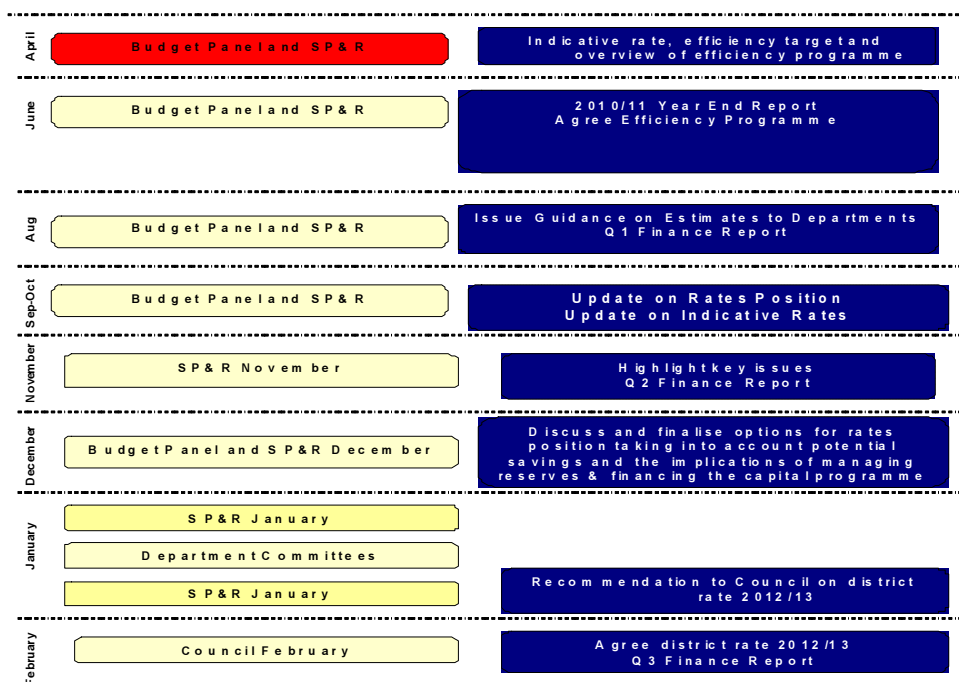 April
Budget Panel and SP&R
Indicative rate, efficiency target and
overview of efficiency programme
June
Budget Panel and SP&R
2010/11 Year End Report
Agree Efficiency Programme
Aug
Budget Panel and SP&R
Issue Guidance on Estimates to Departments
Q1 Finance Report
Sep-Oct
Budget Panel and SP&R
Update on Rates Position
Update on Indicative Rates
November
SP&R November
Highlight key issues
Q2 Finance Report
December
Budget Panel and SP&R December
Discuss and finalise options for rates
position taking into account potential
savings and the implications of managing
reserves & financing the capital programme
January
SP&R January
Department Committees
SP&R January
Recommendation to Council on district
rate 2012/13
February
Council February
Agree district rate 2012/13
Q3 Finance Report